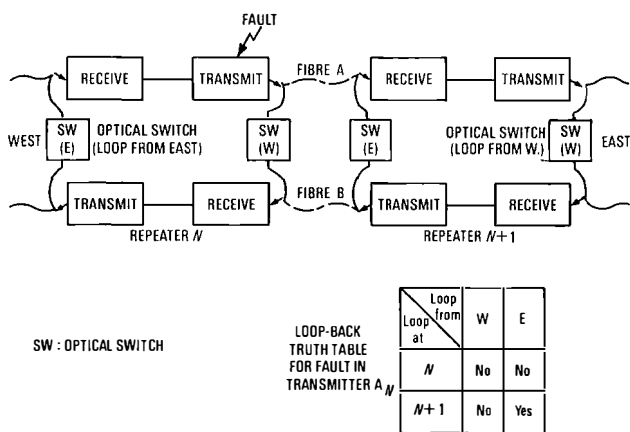 FAULT
FIBRE A
RECEIVE
TRANSMIT
RECEIVE
TRANSMIT
WEST
SW
(E)
OPTICAL SWITCH
(LOOP FROM EAST)
SW
(W)
SW
(E)
OPTICAL SWITCH
(LOOP FROM W.)
SW
(W)
EAST
TRANSMIT
RECEIVE
FIBRE B
TRANSMIT
RECEIVE
REPEATER N
REPEATER N+1
SW : OPTICAL SWITCH
LOOP-BACK
TRUTH TABLE
FOR FAULT IN
TRANSMITTER A N
Loop
from
Loop
at
W
E
N
No
No
N+1
No
Yes